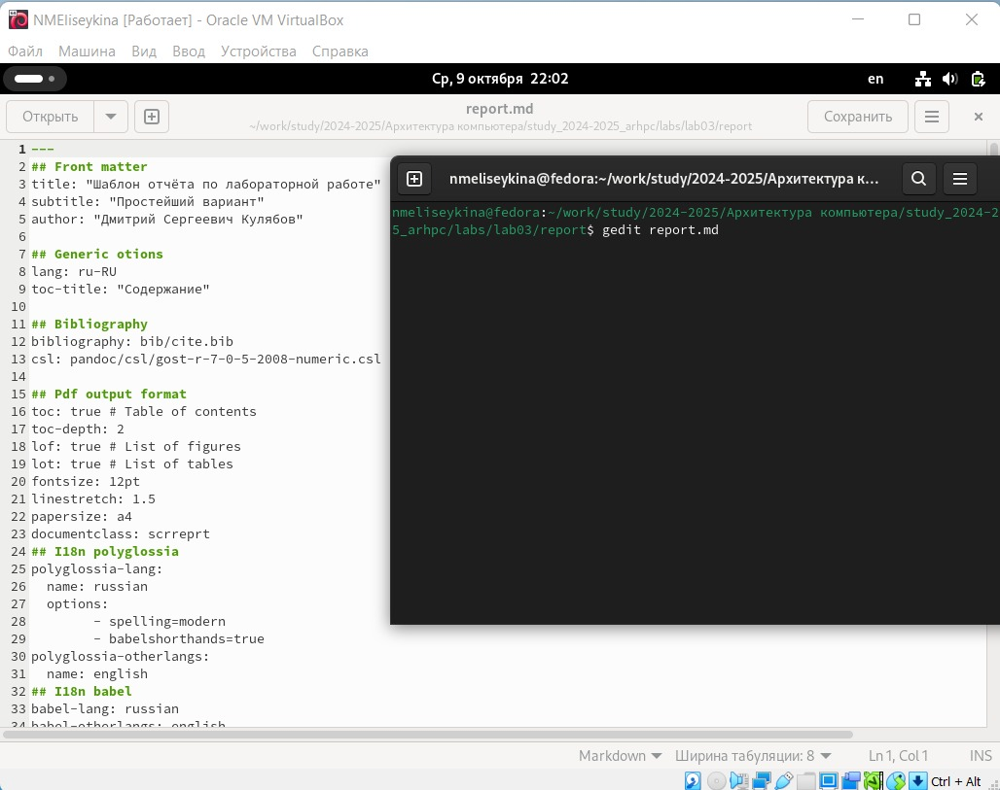 NMEliseykina [Работает] - Oracle VM VirtualBox
Файл Машина Вид Ввод Устройства Справка
Ср, 9 октября 22:02
en
Открыть
report.md
~/work/study/2024-2025/Архитектура компьютера/study_2024-2025_arhpc/labs/lab03/report
Сохранить
1 ---
2 ## Front matter
3 title: "Шаблон отчёта по лабораторной работе"
4 subtitle: "Простейший вариант"
5 author: "Дмитрий Сергеевич Кулябов"
6
7 ## Generic otions
8 lang: ru-RU
9 toc-title: "Содержание"
10
11 ## Bibliography
12 bibliography: bib/cite.bib
13 csl: pandoc/csl/gost-r-7-0-5-2008-numeric.csl
14
15 ## Pdf output format
16 toc: true # Table of contents
17 toc-depth: 2
18 lof: true # List of figures
19 lot: true # List of tables
20 fontsize: 12pt
21 linestretch: 1.5
22 papersize: a4
23 documentclass: scrreprt
24 ## I18n polyglossia
25 polyglossia-lang:
26 name: russian
27 options:
28 - spelling=modern
29 - babelshorthands=true
30 polyglossia-otherlangs:
31 name: english
32 ## I18n babel
33 babel-lang: russian
34 babel-otherlangs: english
nmeliseykina@fedora:~/work/study/2024-2025/Архитектура к...
nmeliseykina@fedora:~/work/study/2024-2025/Архитектура компьютера/study_2024-2
5_arhpc/labs/lab03/report$ gedit report.md
Markdown Ширина табуляции: 8 Ln 1, Col 1 INS
Ctrl + Alt